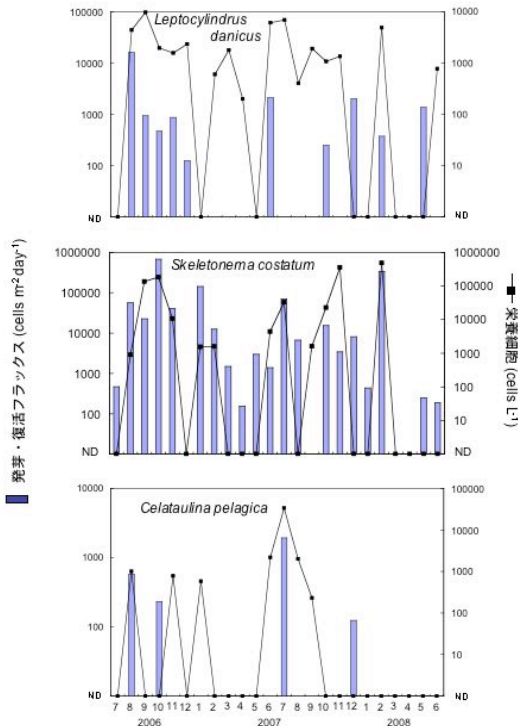 Leptocylindrus
danicus
100000
10000
1000
100
ND
10000
1000
100
10
ND
Skeletonema costatum
1000000
100000
10000
1000
100
ND
1000000
100000
10000
1000
100
10
ND
Celataulina pelagica
10000
1000
100
ND
100000
10000
1000
100
10
ND
7 8 9 10 11 12 1 2 3 4 5 6 7 8 9 10 11 12 1 2 3 4 5 6
2006 2007 2008
発芽・復活フラックス (cells m-2 day-1)
栄養細胞 (cells L-1)